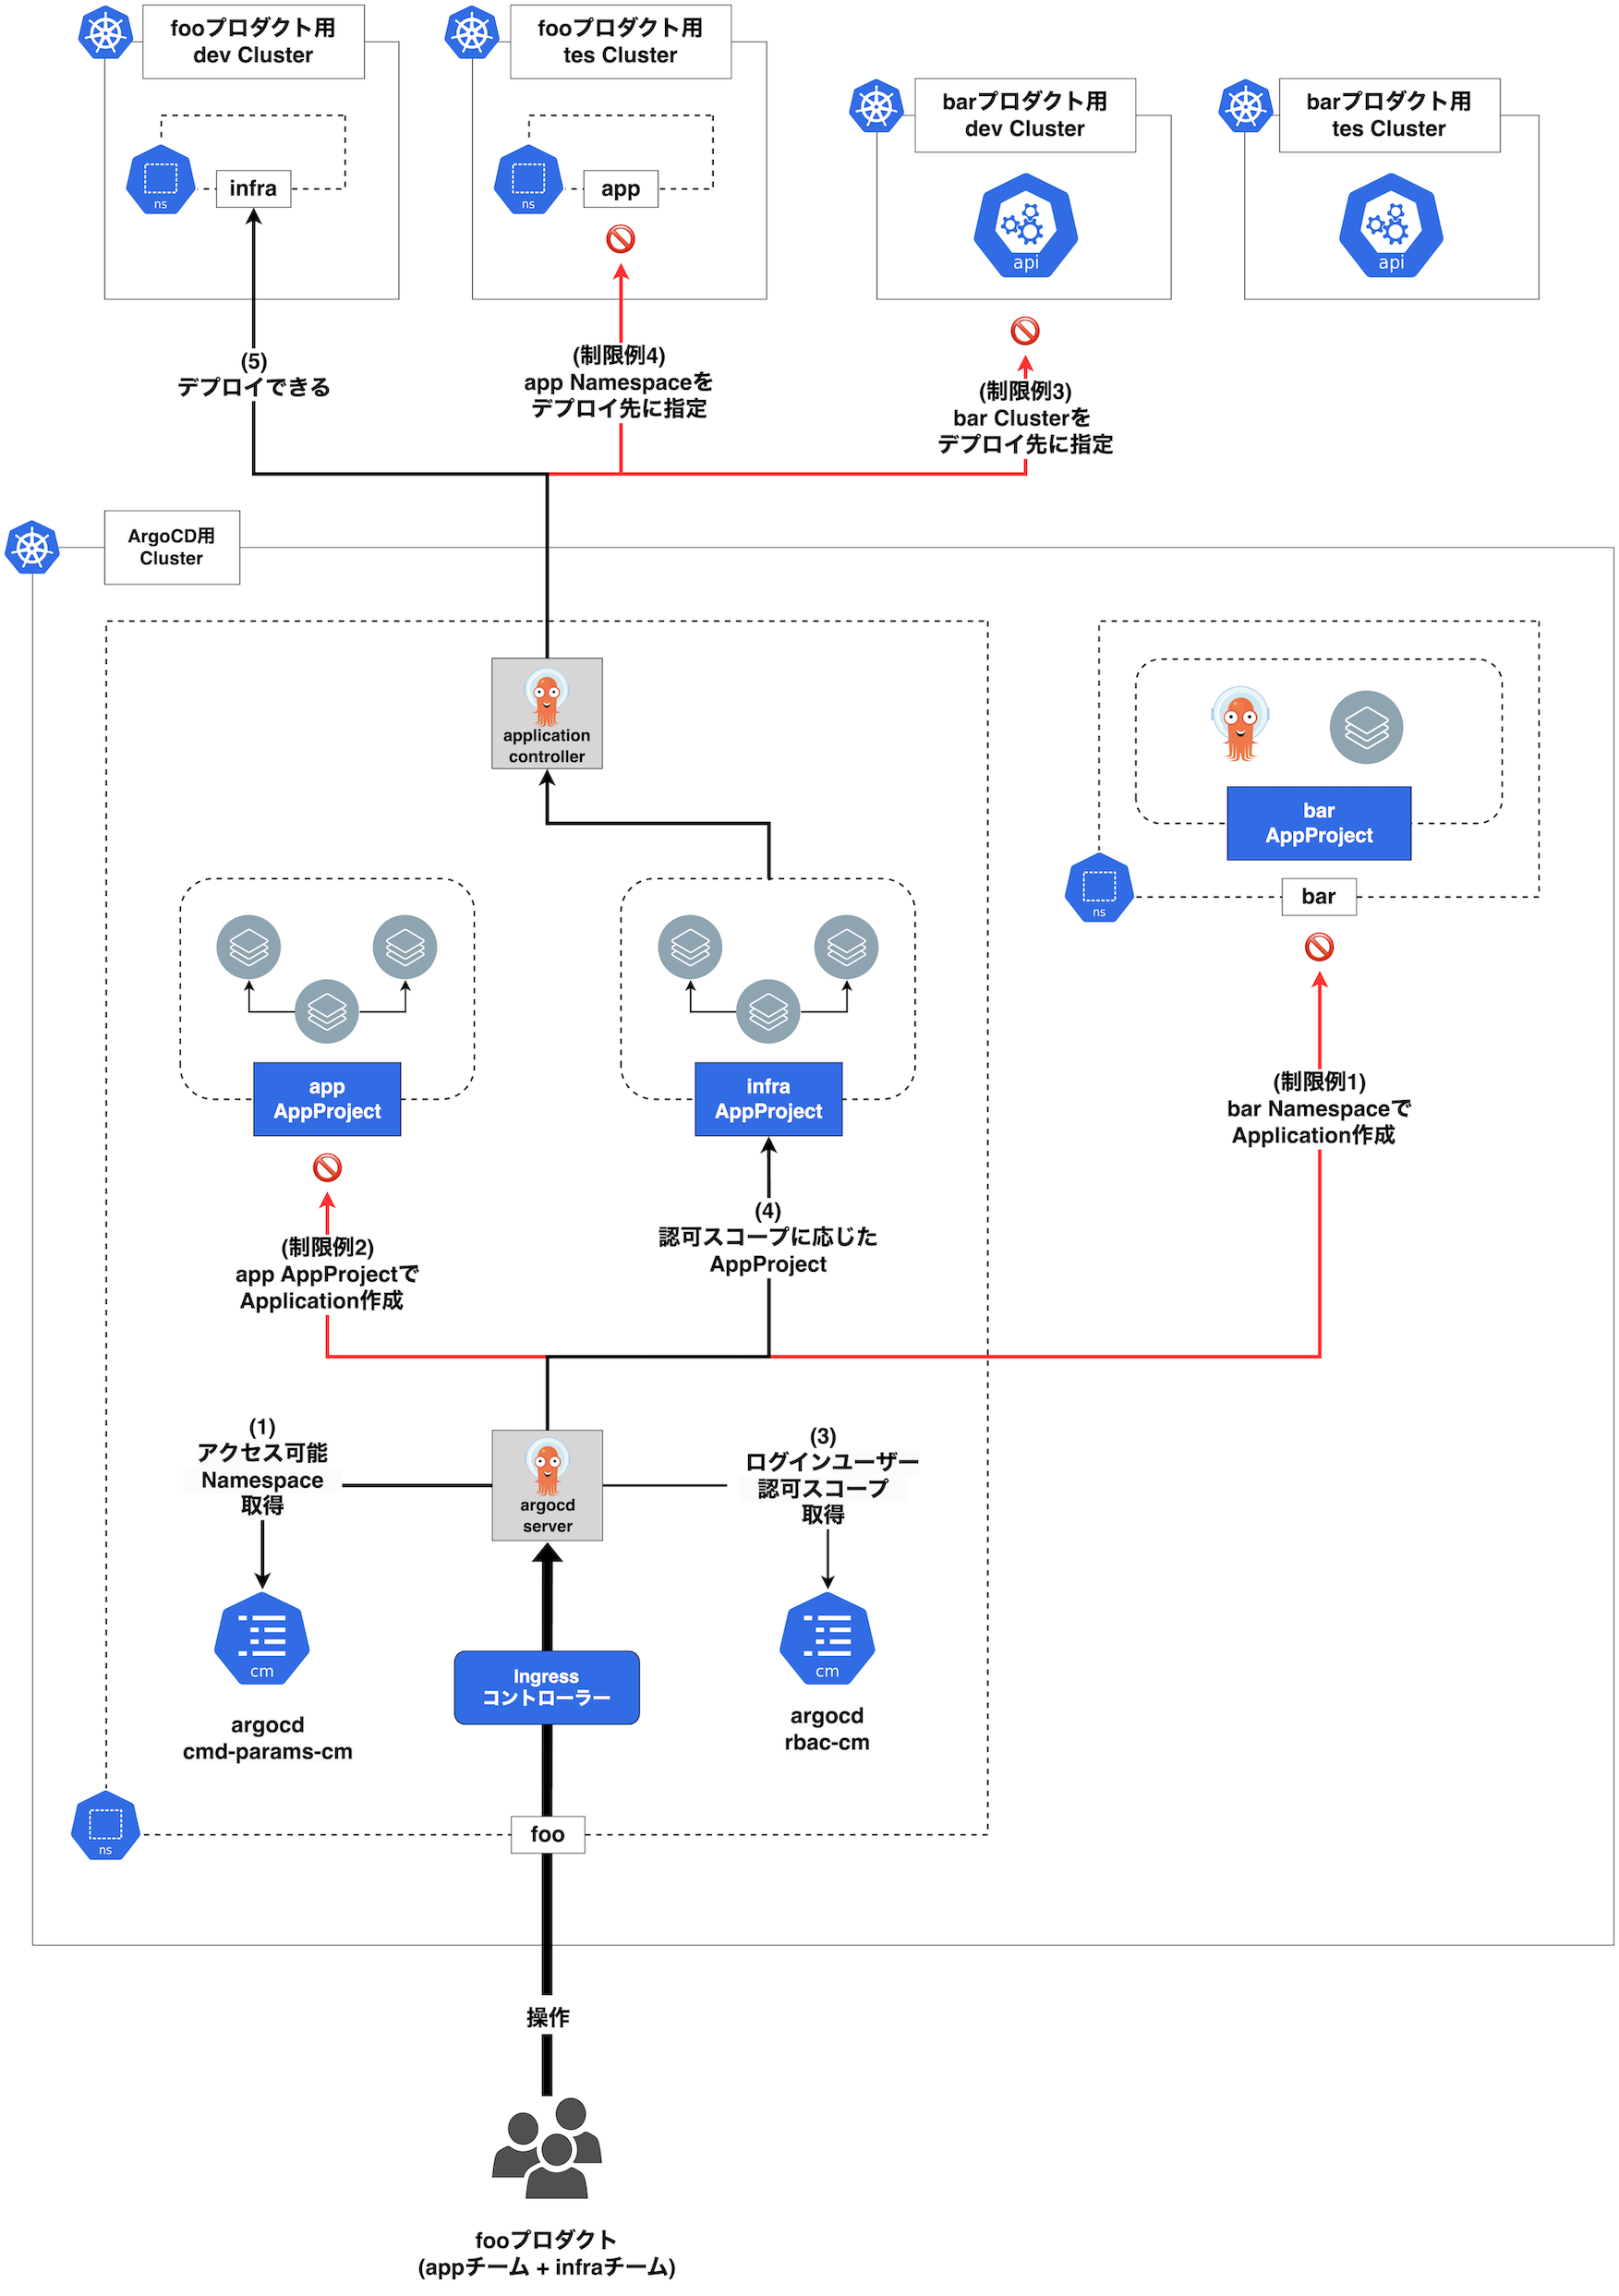 fooプロダクト用
dev Cluster
fooプロダクト用
tes Cluster
barプロダクト用
dev Cluster
barプロダクト用
tes Cluster
ns
infra
ns
app
api
api
(5)
デプロイできる
(制限例4)
app Namespaceを
デプロイ先に指定
(制限例3)
bar Clusterを
デプロイ先に指定
ArgoCD用
Cluster
application
controller
bar
AppProject
ns
bar
app
AppProject
infra
AppProject
(制限例1)
bar Namespaceで
Application作成
(制限例2)
app AppProjectで
Application作成
(4)
認可スコープに応じた
AppProject
(1)
アクセス可能
Namespace
取得
argocd
server
(3)
ログインユーザー
認可スコープ
取得
cm
argocd
cmd-params-cm
Ingress
コントローラー
cm
argocd
rbac-cm
ns
foo
操作
fooプロダクト
(appチーム + infraチーム)